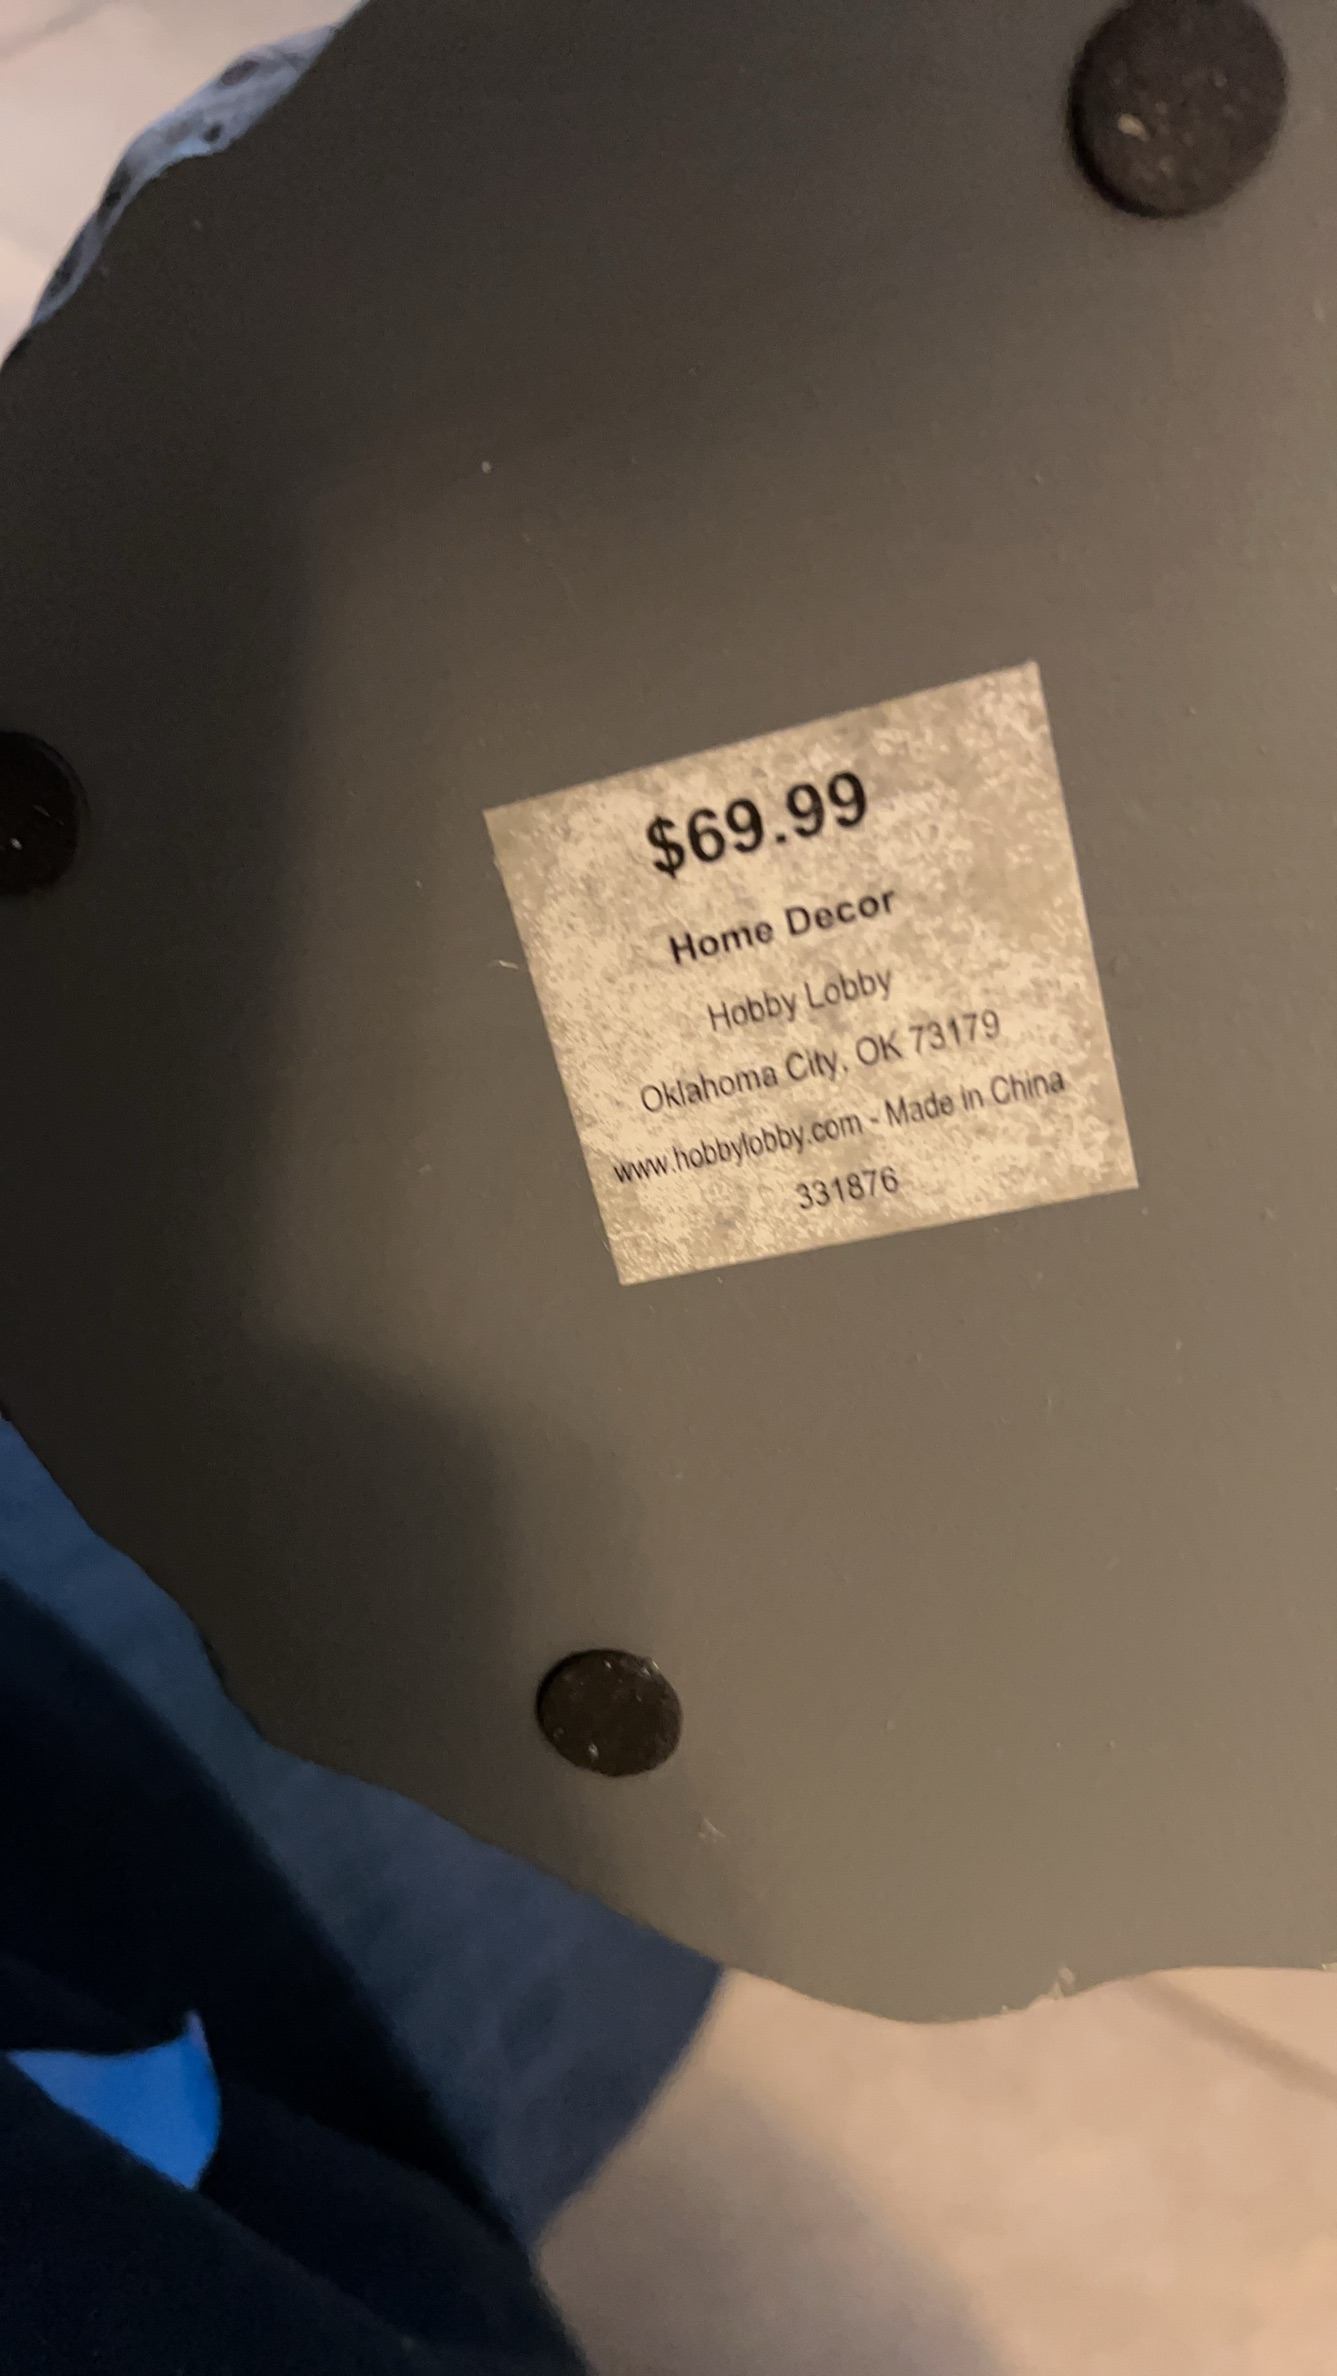 $69.99
Home Decor
Hobby Lobby
Oklahoma City, OK 73179
www.hobbylobby.com - Made in China
331876